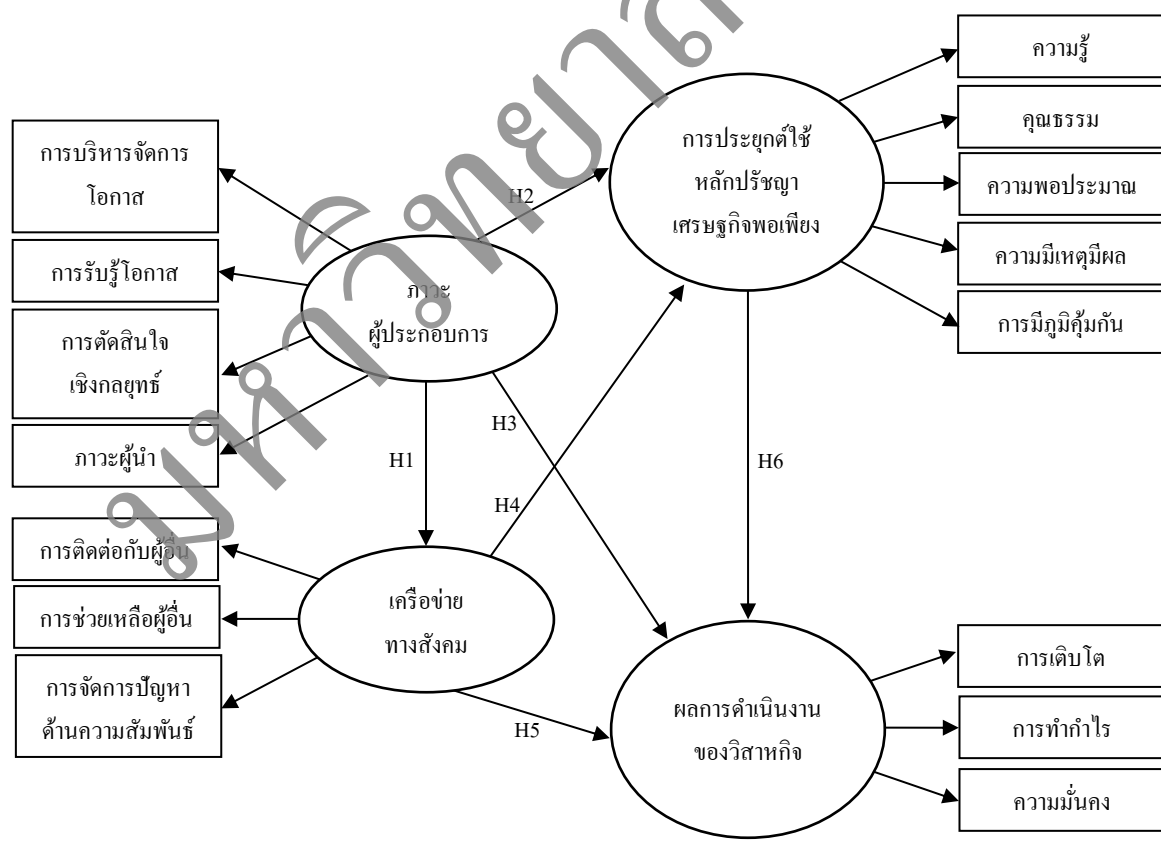 ความรู้
คุณธรรม
ความพอประมาณ
ความมีเหตุมีผล
การมีภูมิคุ้มกัน
การประยุกต์ใช้
หลักปรัชญา
เศรษฐกิจพอเพียง
การบริหารจัดการ
โอกาส
การรับรู้โอกาส
การตัดสินใจ
เชิงกลยุทธ์
ภาวะผู้นำ
ภาวะ
ผู้ประกอบการ
H2
H3
H1
H4
H6
การติดต่อกับผู้อื่น
การช่วยเหลือผู้อื่น
การจัดการปัญหา
ด้านความสัมพันธ์
เครือข่าย
ทางสังคม
H5
ผลการดำเนินงาน
ของวิสาหกิจ
การเติบโต
การทำกำไร
ความมั่นคง